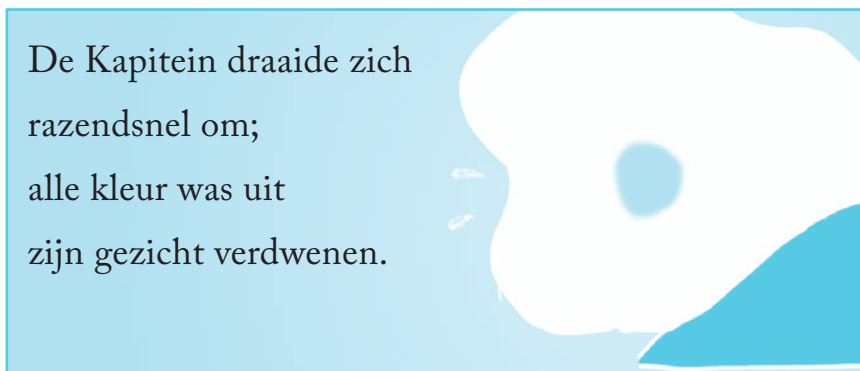 De Kapitein draaide zich
razendsnel om;
alle kleur was uit
zijn gezicht verdwenen.